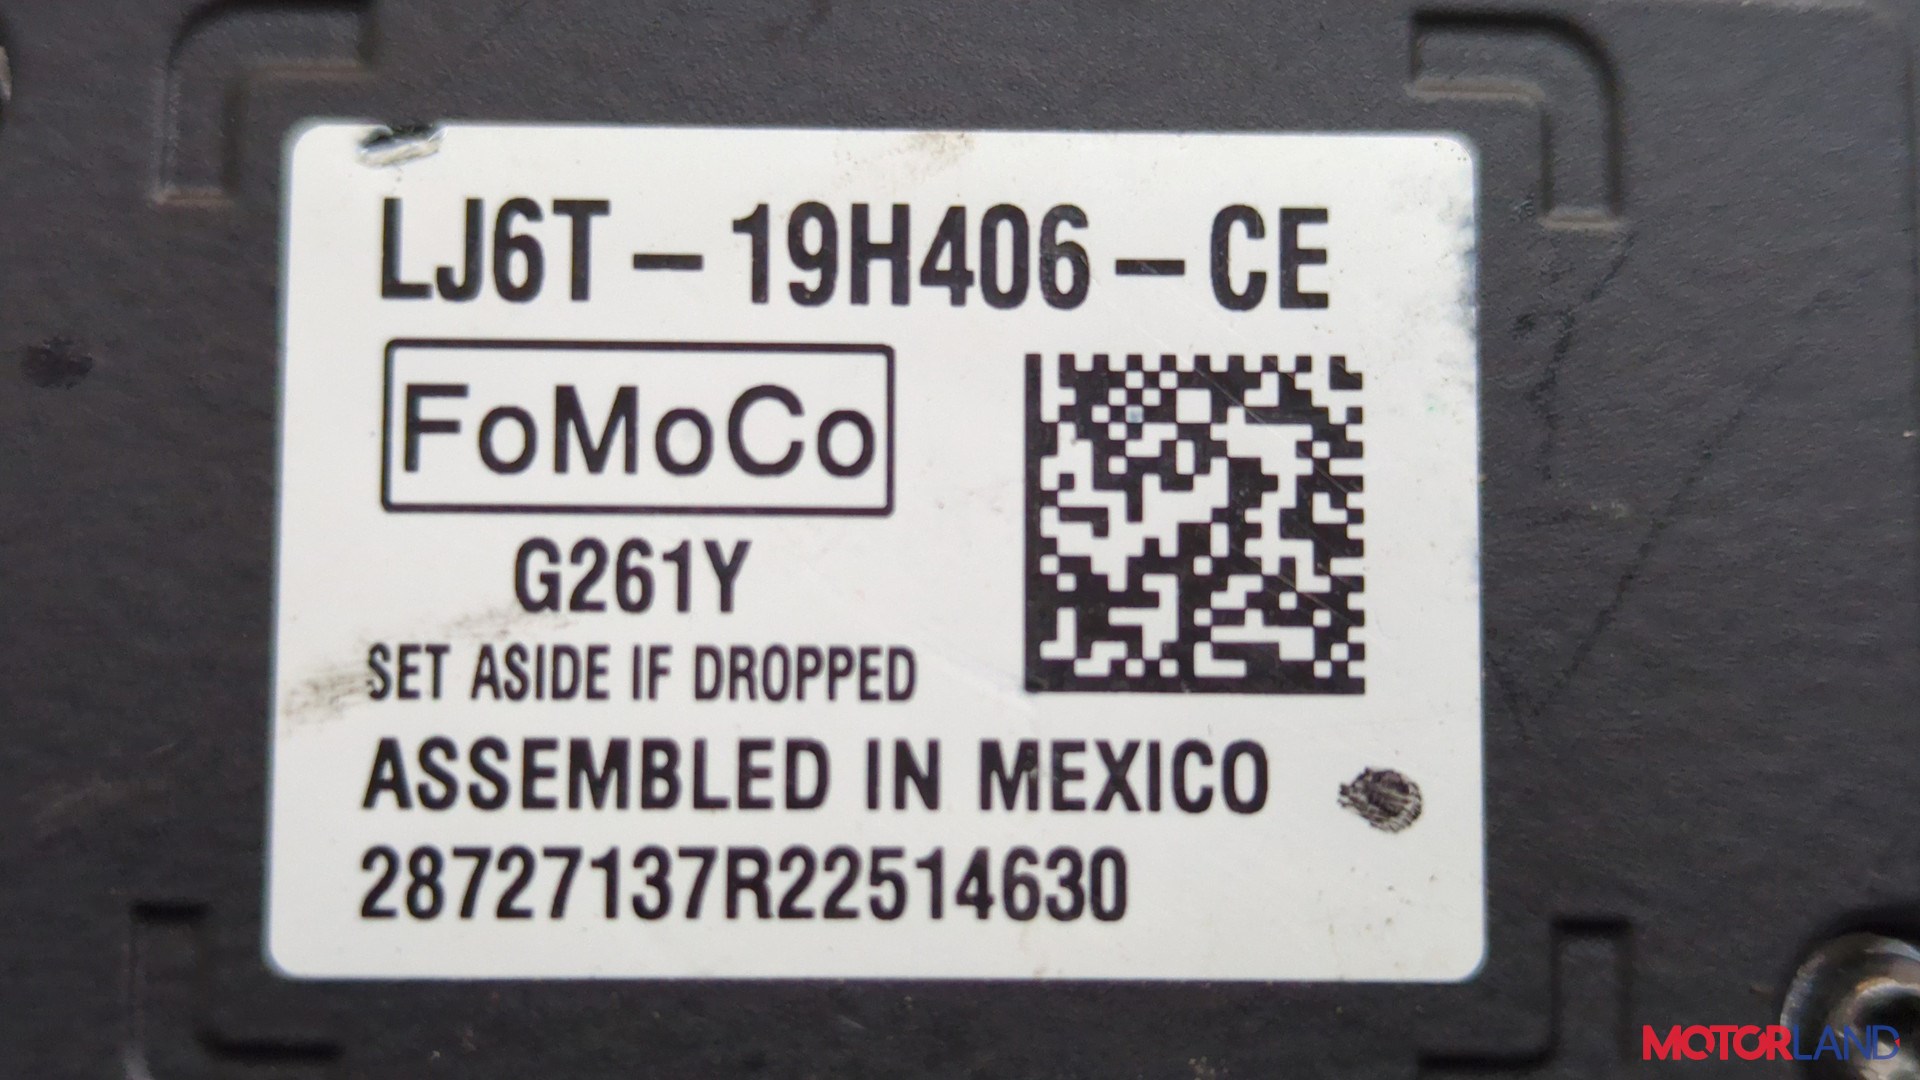 LJ6T-19H406-CE
FoMoCo
G261Y
SET ASIDE IF DROPPED
ASSEMBLED IN MEXICO
28727137R22514630
MOTORLAND